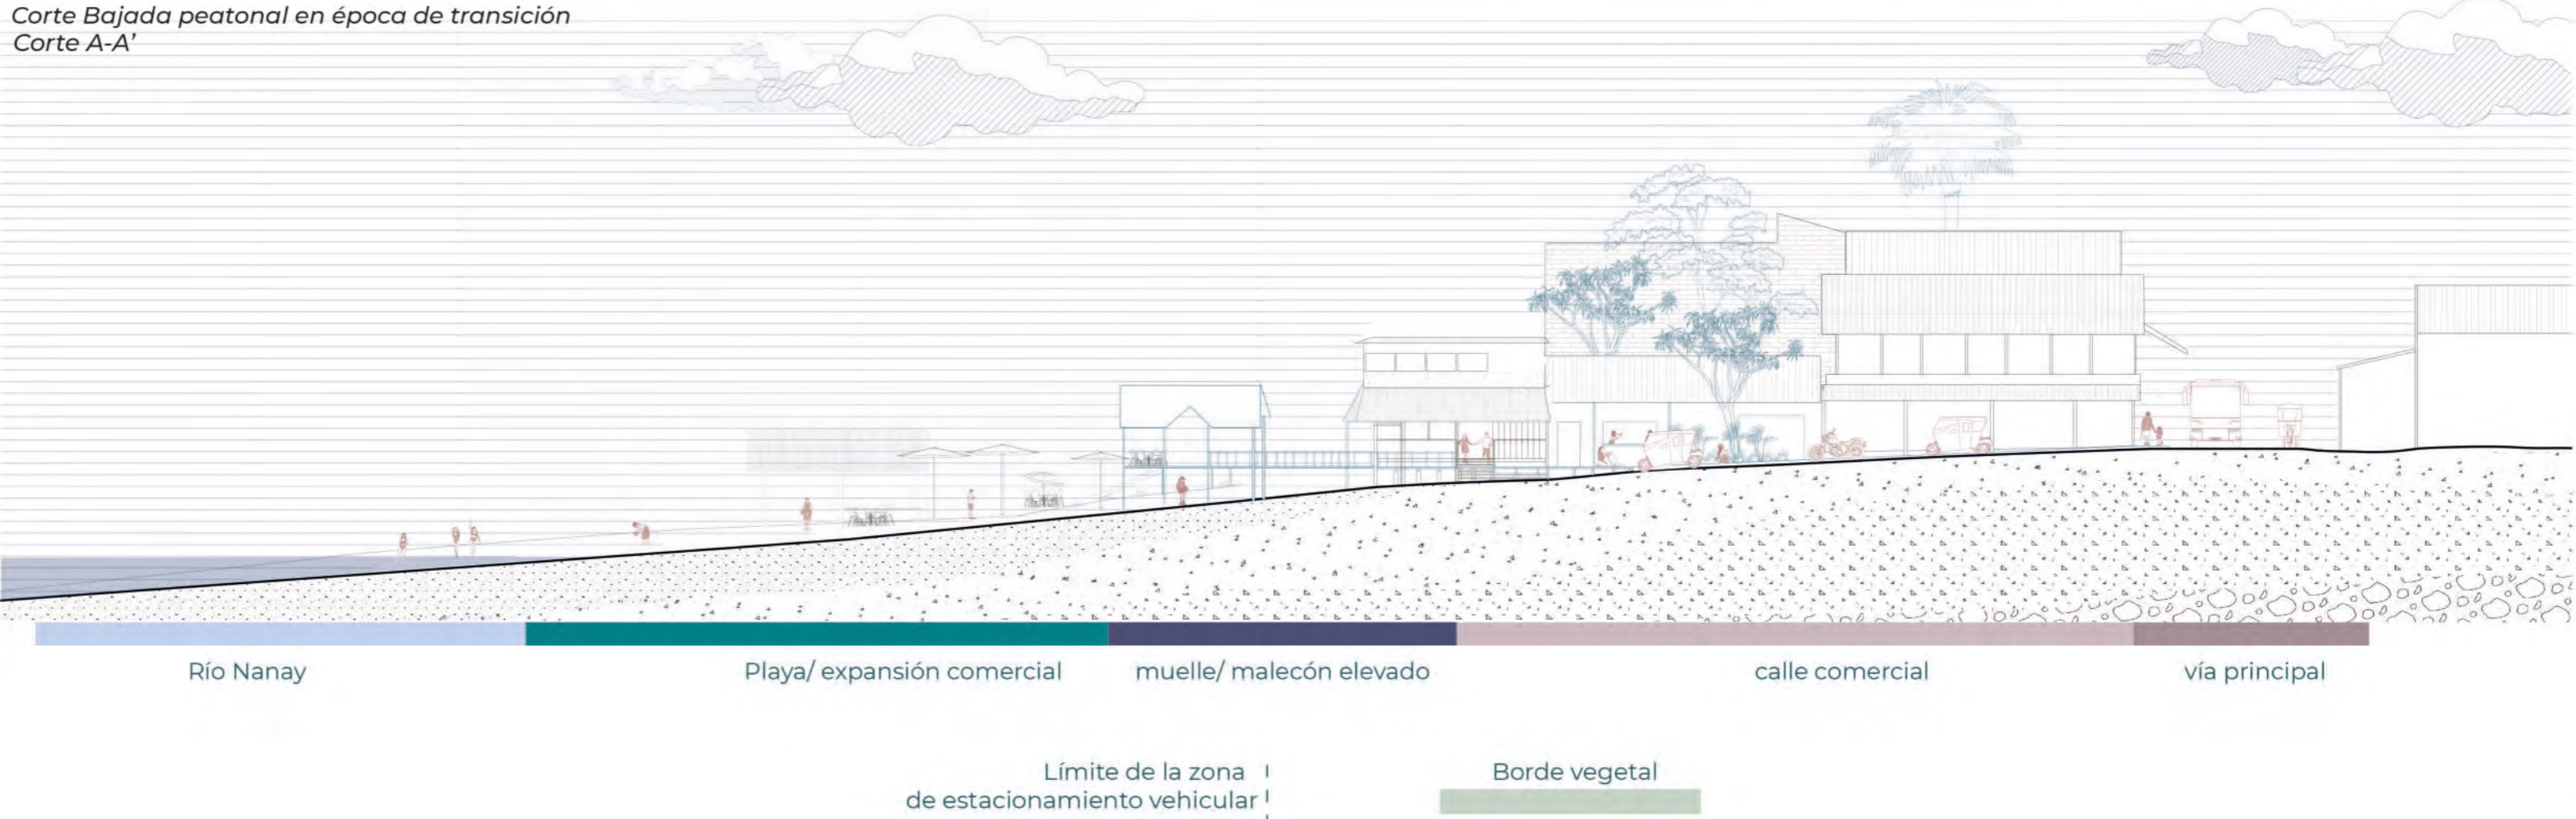 Corte Bajada peatonal en época de transición
Corte A-A’
Río Nanay
Playa/ expansión comercial
muelle/ malecón elevado
calle comercial
vía principal
Límite de la zona
de estacionamiento vehicular
Borde vegetal